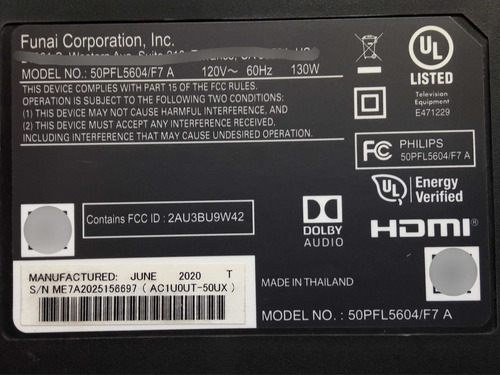 Funai Corporation, Inc.
MODEL NO. : 50PFL5604/F7 A 120V~ 60Hz 130W
THIS DEVICE COMPLIES WITH PART 15 OF THE FCC RULES.
OPERATION IS SUBJECT TO THE FOLLOWING TWO CONDITIONS:
(1) THIS DEVICE MAY NOT CAUSE HARMFUL INTERFERENCE, AND
(2) THIS DEVICE MUST ACCEPT ANY INTERFERENCE RECEIVED,
INCLUDING INTERFERENCE THAT MAY CAUSE UNDESIRED OPERATION.
UL
LISTED
Television
Equipment
E471229
FC PHILIPS
50PFL5604/F7 A
UL Energy
Verified
Contains FCC ID : 2AU3BU9W42
DOLBY
AUDIO
HDMI
MANUFACTURED: JUNE 2020 T
S/N ME7A2025156697 ( AC1U0UT-50UX )
MADE IN THAILAND
MODEL NO. : 50PFL5604/F7 A